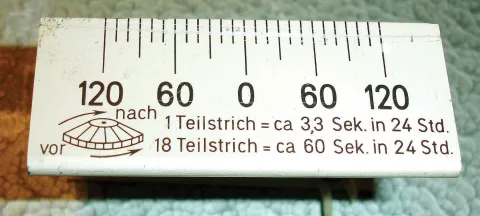 120 60 0 60 120
nach 1 Teilstrich = ca 3,3 Sek. in 24 Std.
vor 18 Teilstrich = ca 60 Sek. in 24 Std.